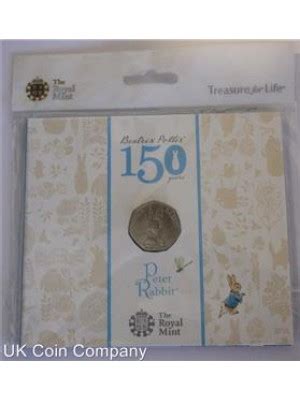 The Royal Mint
Treasure for Life
Beatrix Potter's
150
years
Peter
Rabbit
The
Royal
Mint
UK Coin Company